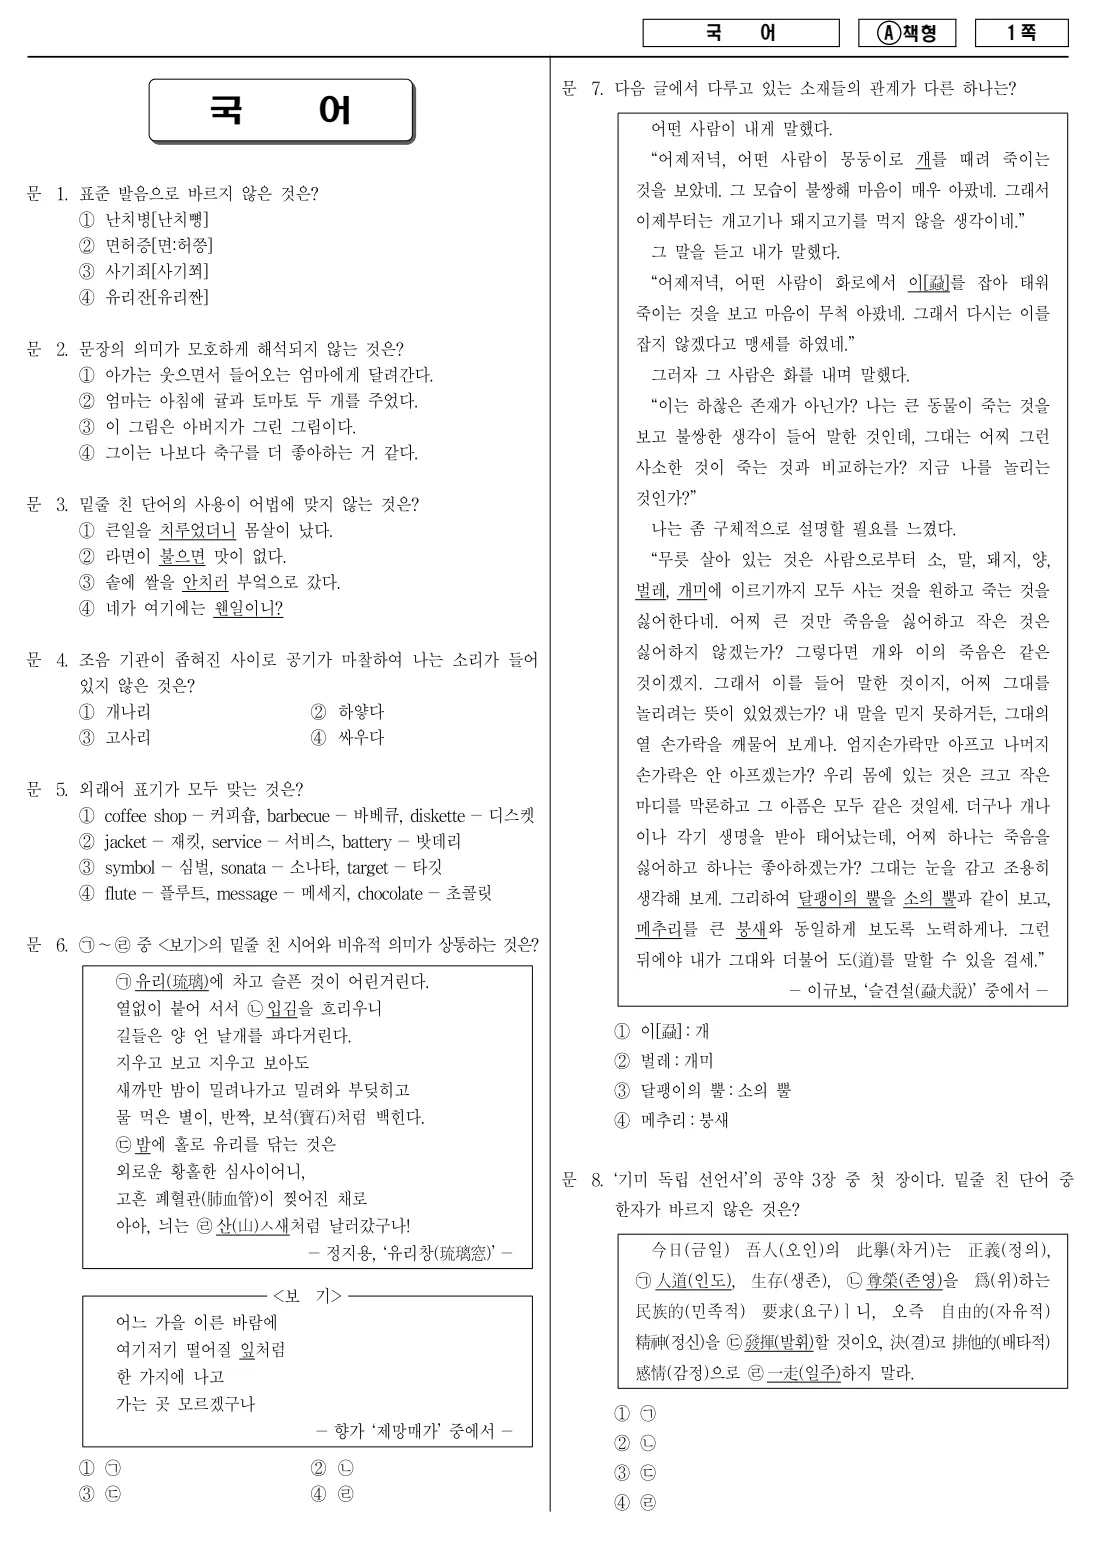 국 어
Ⓐ책형
1쪽
국 어
문 1. 표준 발음으로 바르지 않은 것은?
① 난치병[난치뼝]
② 면허증[면:허쯩]
③ 사기죄[사기쬐]
④ 유리잔[유리짠]
문 2. 문장의 의미가 모호하게 해석되지 않는 것은?
① 아가는 웃으면서 들어오는 엄마에게 달려간다.
② 엄마는 아침에 귤과 토마토 두 개를 주었다.
③ 이 그림은 아버지가 그린 그림이다.
④ 그이는 나보다 축구를 더 좋아하는 거 같다.
문 3. 밑줄 친 단어의 사용이 어법에 맞지 않는 것은?
① 큰일을 치루었더니 몸살이 났다.
② 라면이 불으면 맛이 없다.
③ 솥에 쌀을 안치러 부엌으로 갔다.
④ 네가 여기에는 웬일이니?
문 4. 조음 기관이 좁혀진 사이로 공기가 마찰하여 나는 소리가 들어
있지 않은 것은?
① 개나리 ② 하얗다
③ 고사리 ④ 싸우다
문 5. 외래어 표기가 모두 맞는 것은?
① coffee shop － 커피숍, barbecue － 바베큐, diskette － 디스켓
② jacket － 재킷, service － 서비스, battery － 밧데리
③ symbol － 심벌, sonata － 소나타, target － 타깃
④ flute － 플루트, message － 메세지, chocolate － 초콜릿
문 6. ㉠～㉣ 중 <보기>의 밑줄 친 시어와 비유적 의미가 상통하는 것은?
㉠ 유리(琉璃)에 차고 슬픈 것이 어린거린다.
열없이 붙어 서서 ㉡ 입김을 흐리우니
길들은 양 언 날개를 파다거린다.
지우고 보고 지우고 보아도
새까만 밤이 밀려나가고 밀려와 부딪히고
물 먹은 별이, 반짝, 보석(寶石)처럼 백힌다.
㉢ 밤에 홀로 유리를 닦는 것은
외로운 황홀한 심사이어니,
고흔 폐혈관(肺血管)이 찢어진 채로
아아, 늬는 ㉣ 산(山)ㅅ새처럼 날러갔구나!
－ 정지용, ‘유리창(琉璃窓)’ －
<보 기>
어느 가을 이른 바람에
여기저기 떨어질 잎처럼
한 가지에 나고
가는 곳 모르겠구나
－ 향가 ‘제망매가’ 중에서 －
① ㉠ ② ㉡
③ ㉢ ④ ㉣
문 7. 다음 글에서 다루고 있는 소재들의 관계가 다른 하나는?
어떤 사람이 내게 말했다.
“어제저녁, 어떤 사람이 몽둥이로 개를 때려 죽이는
것을 보았네. 그 모습이 불쌍해 마음이 매우 아팠네. 그래서
이제부터는 개고기나 돼지고기를 먹지 않을 생각이네.”
그 말을 듣고 내가 말했다.
“어제저녁, 어떤 사람이 화로에서 이[蝨]를 잡아 태워
죽이는 것을 보고 마음이 무척 아팠네. 그래서 다시는 이를
잡지 않겠다고 맹세를 하였네.”
그러자 그 사람은 화를 내며 말했다.
“이는 하찮은 존재가 아닌가? 나는 큰 동물이 죽는 것을
보고 불쌍한 생각이 들어 말한 것인데, 그대는 어찌 그런
사소한 것이 죽는 것과 비교하는가? 지금 나를 놀리는
것인가?”
나는 좀 구체적으로 설명할 필요를 느꼈다.
“무릇 살아 있는 것은 사람으로부터 소, 말, 돼지, 양,
벌레, 개미에 이르기까지 모두 사는 것을 원하고 죽는 것을
싫어한다네. 어찌 큰 것만 죽음을 싫어하고 작은 것은
싫어하지 않겠는가? 그렇다면 개와 이의 죽음은 같은
것이겠지. 그래서 이를 들어 말한 것이지, 어찌 그대를
놀리려는 뜻이 있었겠는가? 내 말을 믿지 못하거든, 그대의
열 손가락을 깨물어 보게나. 엄지손가락만 아프고 나머지
손가락은 안 아프겠는가? 우리 몸에 있는 것은 크고 작은
마디를 막론하고 그 아픔은 모두 같은 것일세. 더구나 개나
이나 각기 생명을 받아 태어났는데, 어찌 하나는 죽음을
싫어하고 하나는 좋아하겠는가? 그대는 눈을 감고 조용히
생각해 보게. 그리하여 달팽이의 뿔을 소의 뿔과 같이 보고,
메추리를 큰 붕새와 동일하게 보도록 노력하게나. 그런
뒤에야 내가 그대와 더불어 도(道)를 말할 수 있을 걸세.”
－ 이규보, ‘슬견설(蝨犬說)’ 중에서 －
① 이[蝨] : 개
② 벌레 : 개미
③ 달팽이의 뿔 : 소의 뿔
④ 메추리 : 붕새
문 8. ‘기미 독립 선언서’의 공약 3장 중 첫 장이다. 밑줄 친 단어 중
한자가 바르지 않은 것은?
今日(금일) 吾人(오인)의 此擧(차거)는 正義(정의),
㉠ 人道(인도), 生存(생존), ㉡ 尊榮(존영)을 爲(위)하는
民族的(민족적) 要求(요구)ㅣ니, 오즉 自由的(자유적)
精神(정신)을 ㉢ 發揮(발휘)할 것이오, 決(결)코 排他的(배타적)
感情(감정)으로 ㉣ 一走(일주)하지 말라.
① ㉠
② ㉡
③ ㉢
④ ㉣